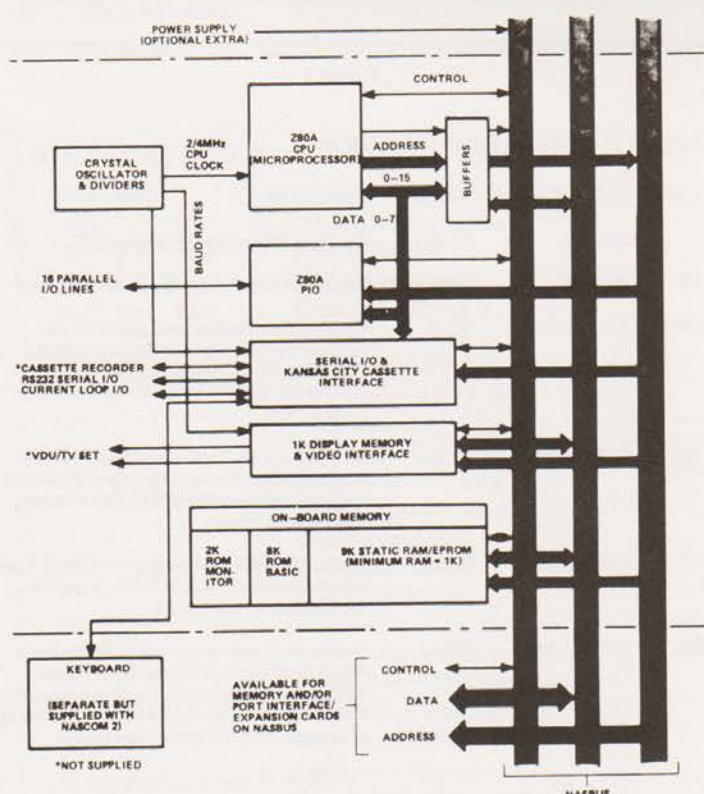 POWER SUPPLY
(OPTIONAL EXTRA)
CONTROL
CRYSTAL
OSCILLATOR
& DIVIDERS
2/4MHz
CPU
CLOCK
Z80A
CPU
(MICROPROCESSOR)
ADDRESS
0-15
DATA 0-7
BUFFERS
BAUD RATES
16 PARALLEL
I/O LINES
Z80A
PIO
*CASSETTE RECORDER
RS232 SERIAL I/O
CURRENT LOOP I/O
SERIAL I/O &
KANSAS CITY CASSETTE
INTERFACE
*VDU/TV SET
1K DISPLAY MEMORY
& VIDEO INTERFACE
ON-BOARD MEMORY
2K
ROM
MON-
ITOR
8K
ROM
BASIC
9K STATIC RAM/EPROM
(MINIMUM RAM = 1K)
KEYBOARD
(SEPARATE BUT
SUPPLIED WITH
NASCOM 2)
*NOT SUPPLIED
AVAILABLE FOR
MEMORY AND/OR
PORT INTERFACE/
EXPANSION CARDS
ON NASBUS
CONTROL
DATA
ADDRESS
NASBUS